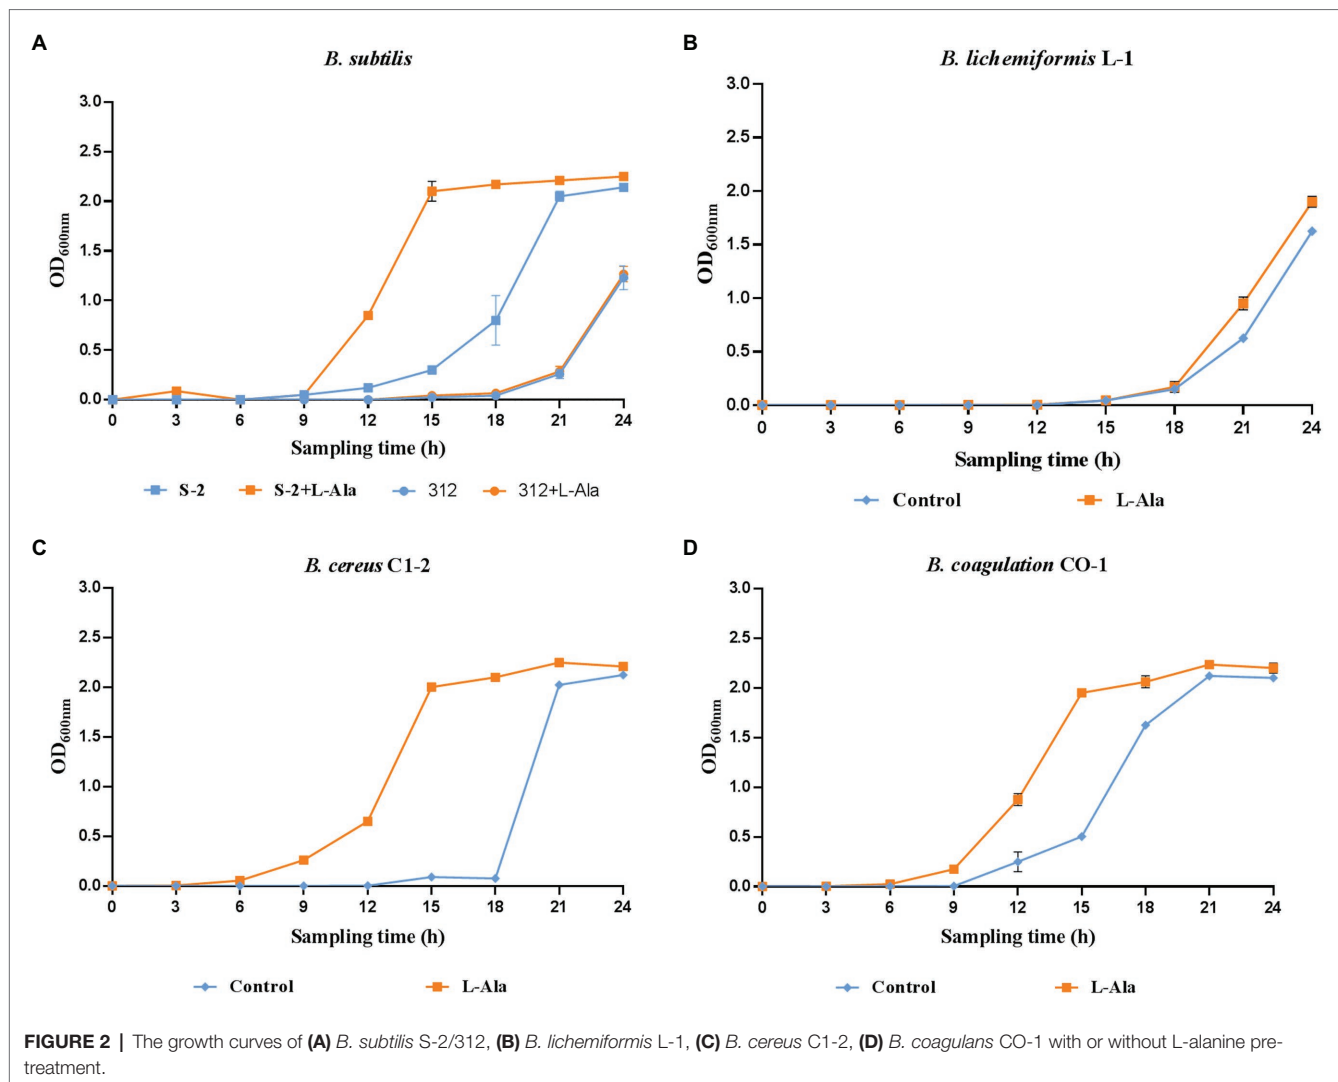 A
B. subtilis
3.0
2.5
2.0
1.5
1.0
0.5
0.0
OD600nm
0 3 6 9 12 15 18 21 24
Sampling time (h)
S-2 S-2+L-Ala 312 312+L-Ala
B
B. lichemiformis L-1
3.0
2.5
2.0
1.5
1.0
0.5
0.0
OD600nm
0 3 6 9 12 15 18 21 24
Sampling time (h)
Control L-Ala
C
B. cereus C1-2
3.0
2.5
2.0
1.5
1.0
0.5
0.0
OD600nm
0 3 6 9 12 15 18 21 24
Sampling time (h)
Control L-Ala
D
B. coagulation CO-1
3.0
2.5
2.0
1.5
1.0
0.5
0.0
OD600nm
0 3 6 9 12 15 18 21 24
Sampling time (h)
Control L-Ala
FIGURE 2 | The growth curves of (A) B. subtilis S-2/312, (B) B. lichemiformis L-1, (C) B. cereus C1-2, (D) B. coagulans CO-1 with or without L-alanine pre-
treatment.